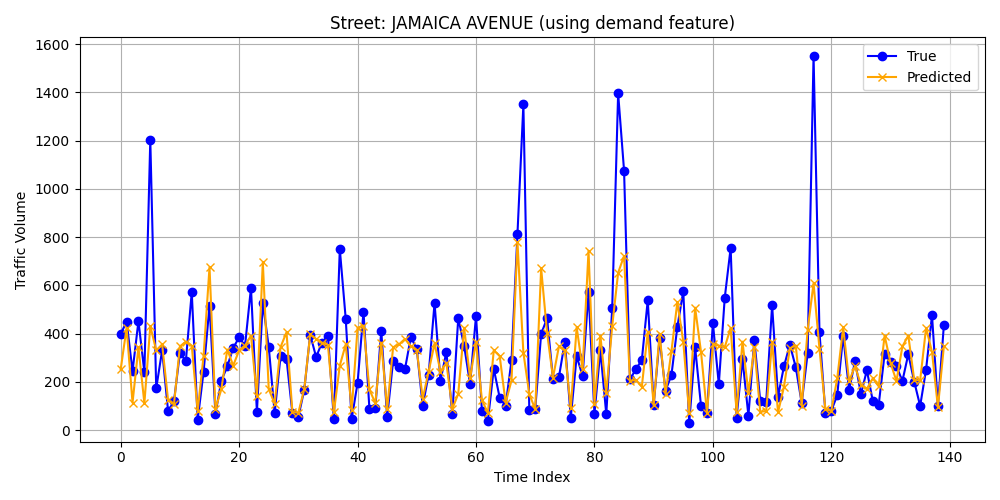 Street: JAMAICA AVENUE (using demand feature)
True
Predicted
Traffic Volume
1600
1400
1200
1000
800
600
400
200
0
0 20 40 60 80 100 120 140
Time Index